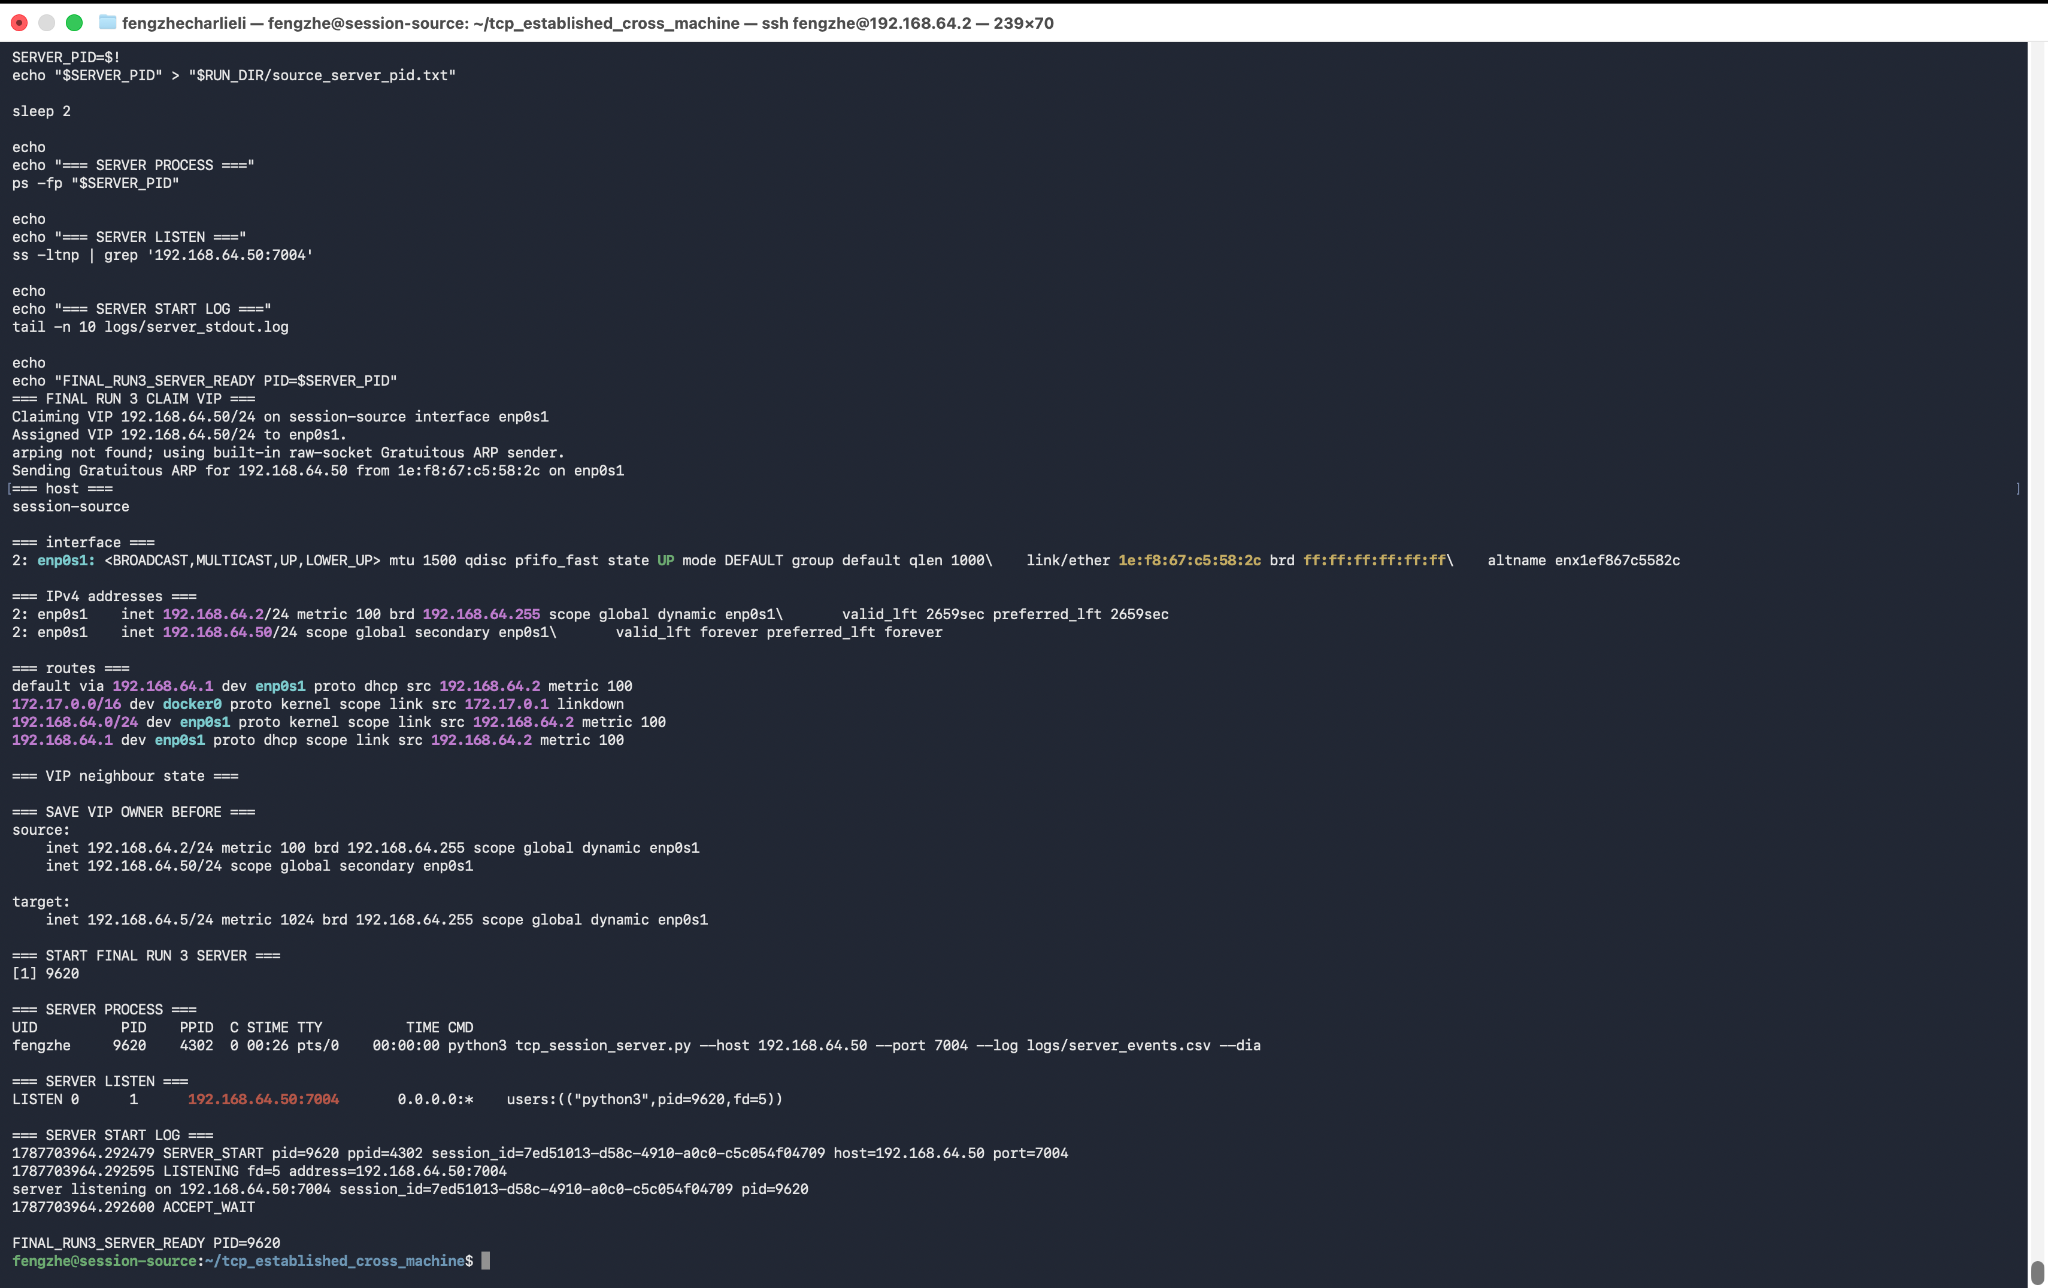 fengzhecharlieli — fengzhe@session-source: ~/tcp_established_cross_machine — ssh fengzhe@192.168.64.2 — 239×70
SERVER_PID=$!
echo "$SERVER_PID" > "$RUN_DIR/source_server_pid.txt"
sleep 2
echo
echo "=== SERVER PROCESS ==="
ps -fp "$SERVER_PID"
echo
echo "=== SERVER LISTEN ==="
ss -ltnp | grep '192.168.64.50:7004'
echo
echo "=== SERVER START LOG ==="
tail -n 10 logs/server_stdout.log
echo
echo "FINAL_RUN3_SERVER_READY PID=$SERVER_PID"
=== FINAL RUN 3 CLAIM VIP ===
Claiming VIP 192.168.64.50/24 on session-source interface enp0s1
Assigned VIP 192.168.64.50/24 to enp0s1.
arping not found; using built-in raw-socket Gratuitous ARP sender.
Sending Gratuitous ARP for 192.168.64.50 from 1e:f8:67:c5:58:2c on enp0s1
[=== host === ]
session-source
=== interface ===
2: enp0s1: <BROADCAST,MULTICAST,UP,LOWER_UP> mtu 1500 qdisc pfifo_fast state UP mode DEFAULT group default qlen 1000\    link/ether 1e:f8:67:c5:58:2c brd ff:ff:ff:ff:ff:ff\    altname enx1ef867c5582c
=== IPv4 addresses ===
2: enp0s1    inet 192.168.64.2/24 metric 100 brd 192.168.64.255 scope global dynamic enp0s1\       valid_lft 2659sec preferred_lft 2659sec
2: enp0s1    inet 192.168.64.50/24 scope global secondary enp0s1\       valid_lft forever preferred_lft forever
=== routes ===
default via 192.168.64.1 dev enp0s1 proto dhcp src 192.168.64.2 metric 100
172.17.0.0/16 dev docker0 proto kernel scope link src 172.17.0.1 linkdown
192.168.64.0/24 dev enp0s1 proto kernel scope link src 192.168.64.2 metric 100
192.168.64.1 dev enp0s1 proto dhcp scope link src 192.168.64.2 metric 100
=== VIP neighbour state ===
=== SAVE VIP OWNER BEFORE ===
source:
    inet 192.168.64.2/24 metric 100 brd 192.168.64.255 scope global dynamic enp0s1
    inet 192.168.64.50/24 scope global secondary enp0s1
target:
    inet 192.168.64.5/24 metric 1024 brd 192.168.64.255 scope global dynamic enp0s1
=== START FINAL RUN 3 SERVER ===
[1] 9620
=== SERVER PROCESS ===
UID          PID    PPID  C STIME TTY          TIME CMD
fengzhe     9620    4302  0 00:26 pts/0    00:00:00 python3 tcp_session_server.py --host 192.168.64.50 --port 7004 --log logs/server_events.csv --dia
=== SERVER LISTEN ===
LISTEN 0      1      192.168.64.50:7004       0.0.0.0:*    users:(("python3",pid=9620,fd=5))
=== SERVER START LOG ===
1787703964.292479 SERVER_START pid=9620 ppid=4302 session_id=7ed51013-d58c-4910-a0c0-c5c054f04709 host=192.168.64.50 port=7004
1787703964.292595 LISTENING fd=5 address=192.168.64.50:7004
server listening on 192.168.64.50:7004 session_id=7ed51013-d58c-4910-a0c0-c5c054f04709 pid=9620
1787703964.292600 ACCEPT_WAIT
FINAL_RUN3_SERVER_READY PID=9620
fengzhe@session-source:~/tcp_established_cross_machine$